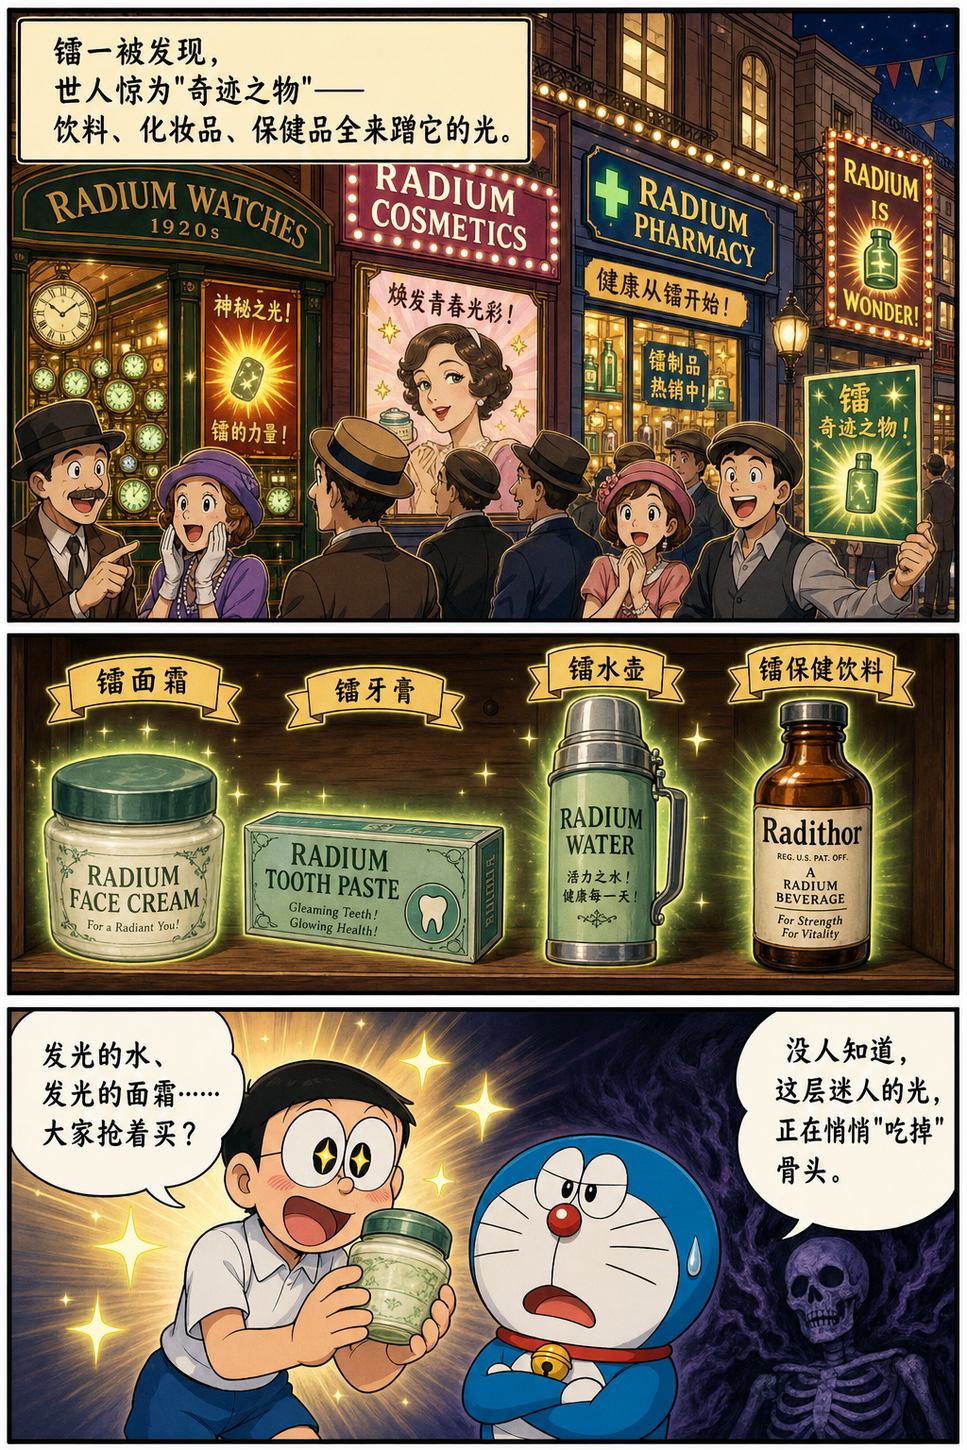 镭一被发现，
世人惊为"奇迹之物"——
饮料、化妆品、保健品全来蹭它的光。
RADIUM WATCHES
1920s
神秘之光！
镭的力量！
RADIUM
COSMETICS
焕发青春光彩！
RADIUM
PHARMACY
健康从镭开始！
镭制品
热销中！
RADIUM
IS
WONDER!
镭
奇迹之物！
镭面霜
RADIUM
FACE CREAM
For a Radiant You!
镭牙膏
RADIUM
TOOTH PASTE
Gleaming Teeth!
Glowing Health!
RADIUM
镭水壶
RADIUM
WATER
活力之水！
健康每一天！
镭保健饮料
Radithor
REG. U.S. PAT. OFF.
A
RADIUM
BEVERAGE
For Strength
For Vitality
发光的水、
发光的面霜……
大家抢着买？
没人知道，
这层迷人的光，
正在悄悄"吃掉"
骨头。